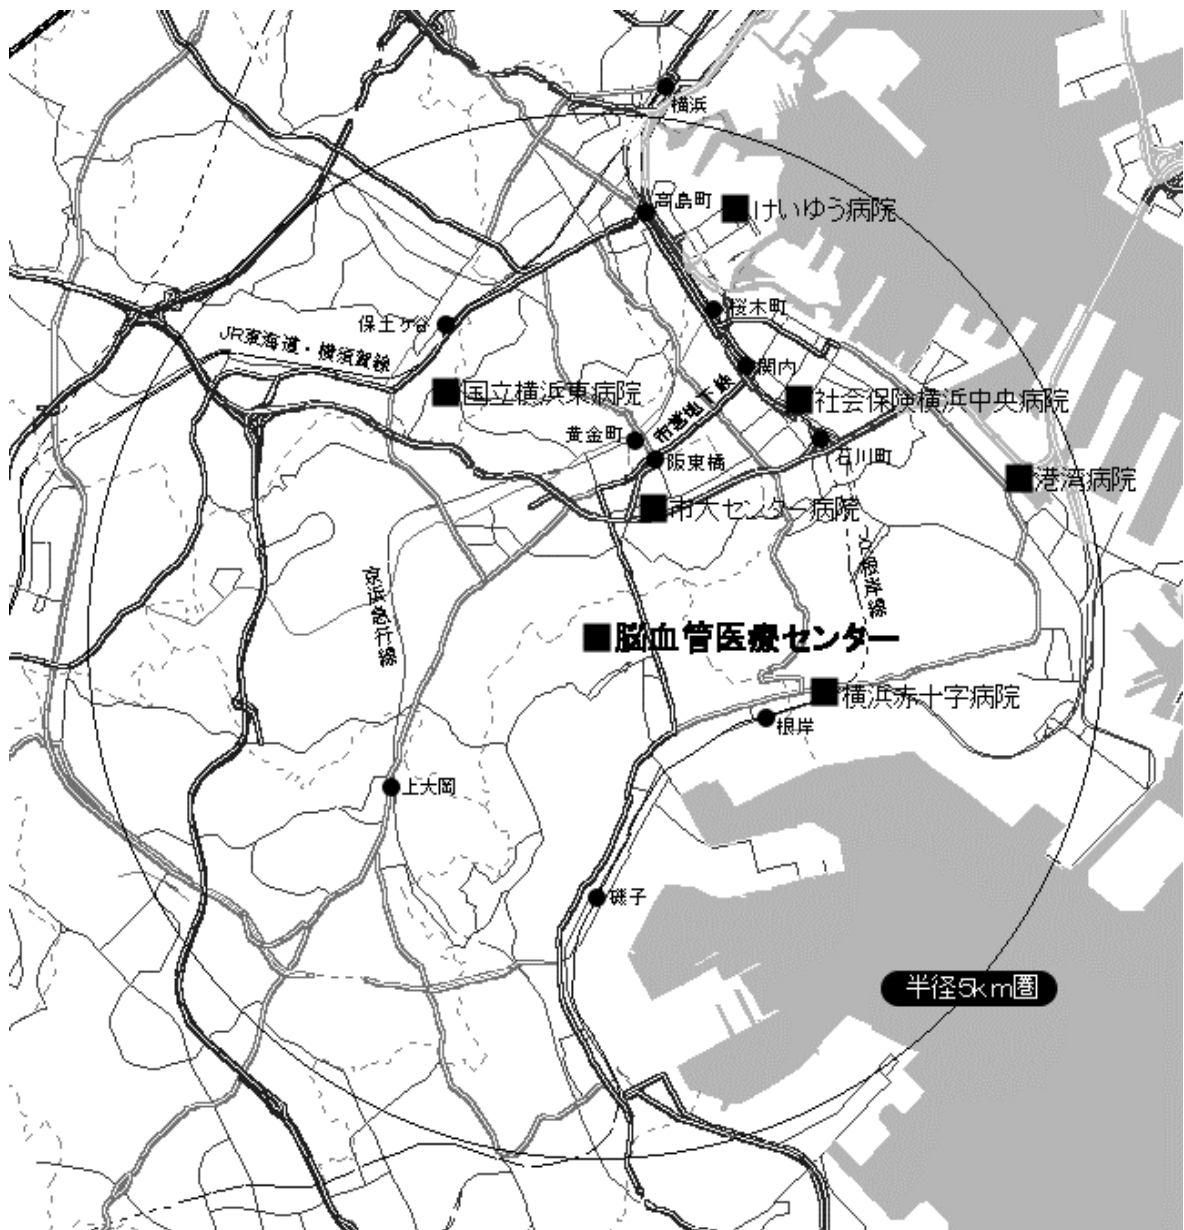 横浜
高島町
けいゆう病院
桜木町
保土ヶ谷
JR東海道・横須賀線
関内
国立横浜東病院
市営地下鉄
社会保険横浜中央病院
黄金町
石川町
阪東橋
港湾病院
市大センター病院
JR根岸線
京浜急行線
脳血管医療センター
横浜赤十字病院
根岸
上大岡
磯子
半径5km圏